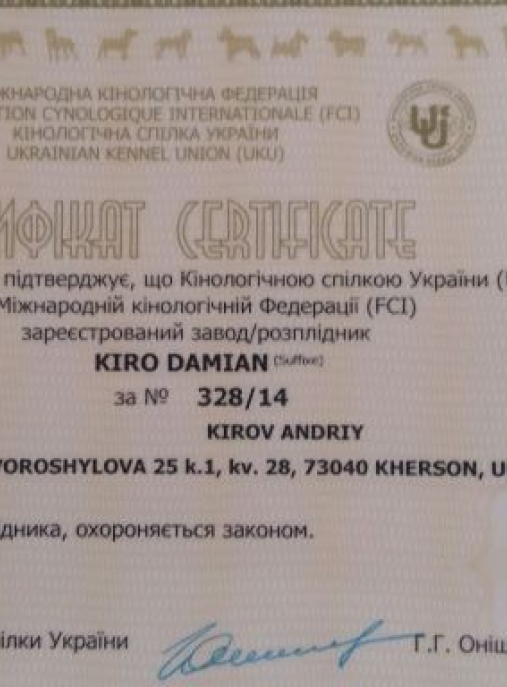 ЖНАРОДНА КІНОЛОГІЧНА ФЕДЕРАЦІЯ
TION CYNOLOGIQUE INTERNATIONALE (FCI)
КІНОЛОГІЧНА СПІЛКА УКРАЇНИ
UKRAINIAN KENNEL UNION (UKU)
ИФІКАТ CERTIFICATE
підтверджує, що Кінологічною спілкою України (
Міжнародній кінологічній Федерації (FCI)
зареєстрований завод/розплідник
KIRO DAMIAN (Suffixe)
за № 328/14
KIROV ANDRIY
VOROSHYLOVA 25 k.1, kv. 28, 73040 KHERSON, U
дника, охороняється законом.
ілки України Г.Г. Оніщ